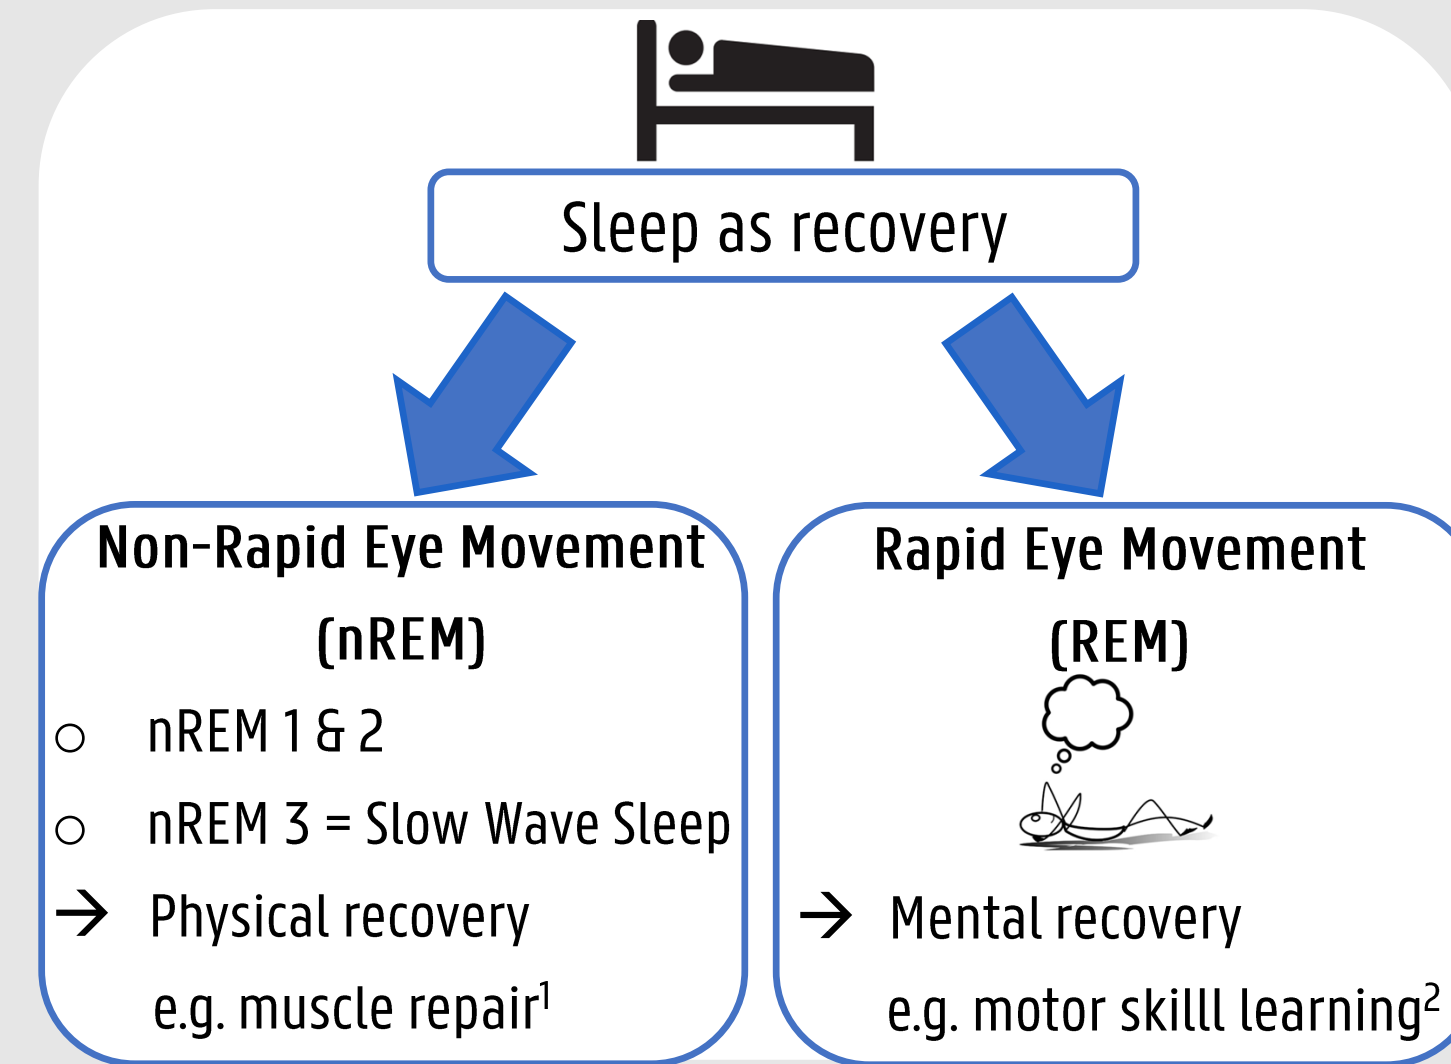 Sleep as recovery
Non-Rapid Eye Movement
(nREM)
○ nREM 1 & 2
○ nREM 3 = Slow Wave Sleep
→ Physical recovery
e.g. muscle repair¹
Rapid Eye Movement
(REM)
→ Mental recovery
e.g. motor skilll learning²